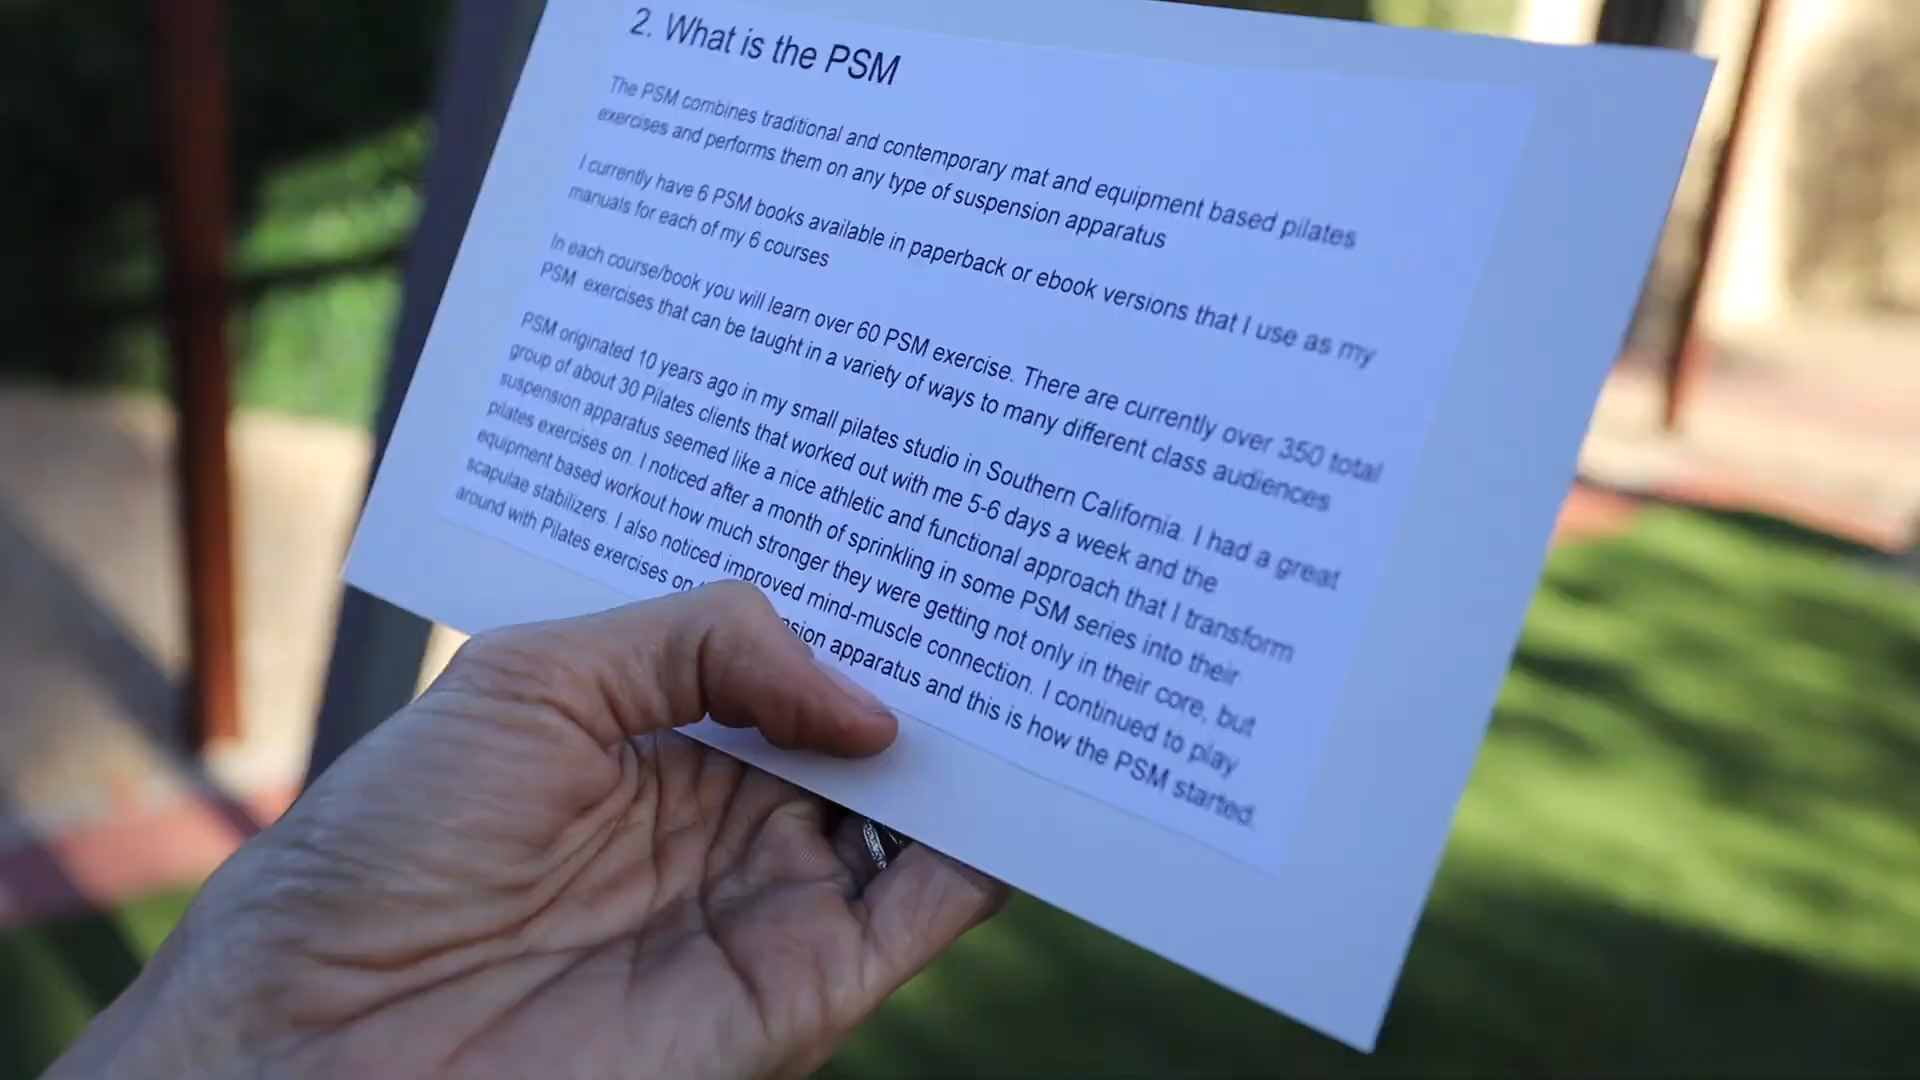 2. What is the PSM
The PSM combines traditional and contemporary mat and equipment based pilates
exercises and performs them on any type of suspension apparatus
I currently have 6 PSM books available in paperback or ebook versions that I use as my
manuals for each of my 6 courses
In each course/book you will learn over 60 PSM exercise. There are currently over 350 total
PSM exercises that can be taught in a variety of ways to many different class audiences
PSM originated 10 years ago in my small pilates studio in Southern California. I had a great
group of about 30 Pilates clients that worked out with me 5-6 days a week and the
suspension apparatus seemed like a nice athletic and functional approach that I transform
pilates exercises on. I noticed after a month of sprinkling in some PSM series into their
equipment based workout how much stronger they were getting not only in their core, but
scapulae stabilizers. I also noticed improved mind-muscle connection. I continued to play
around with Pilates exercises on apparatus and this is how the PSM started.